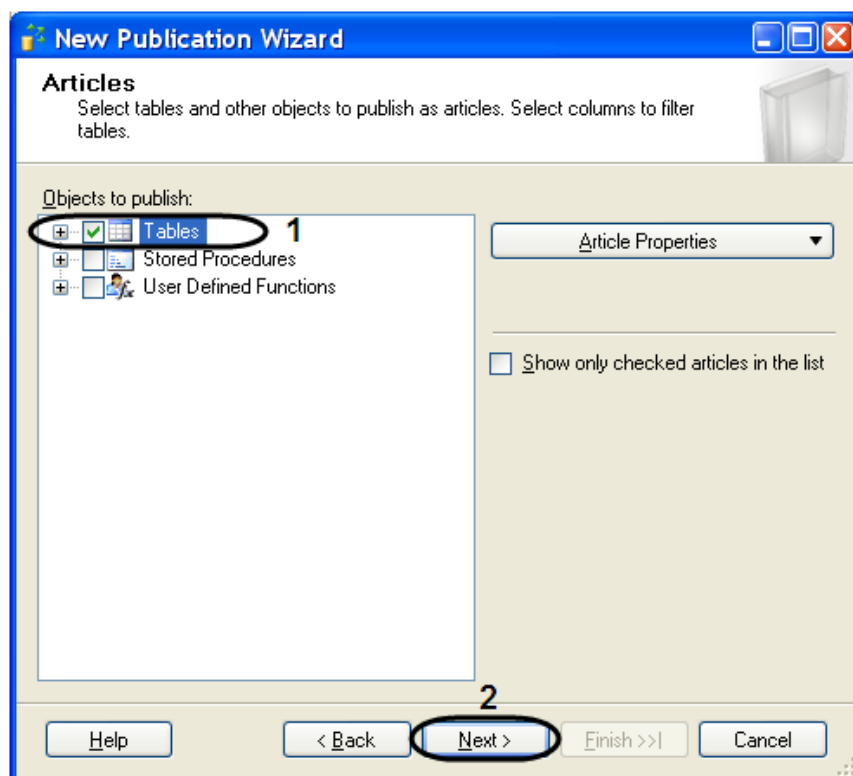 New Publication Wizard
Articles
Select tables and other objects to publish as articles. Select columns to filter
tables.
Objects to publish:
Tables 1
Stored Procedures
User Defined Functions
Article Properties
Show only checked articles in the list
2
Help
< Back
Next >
Finish >>|
Cancel